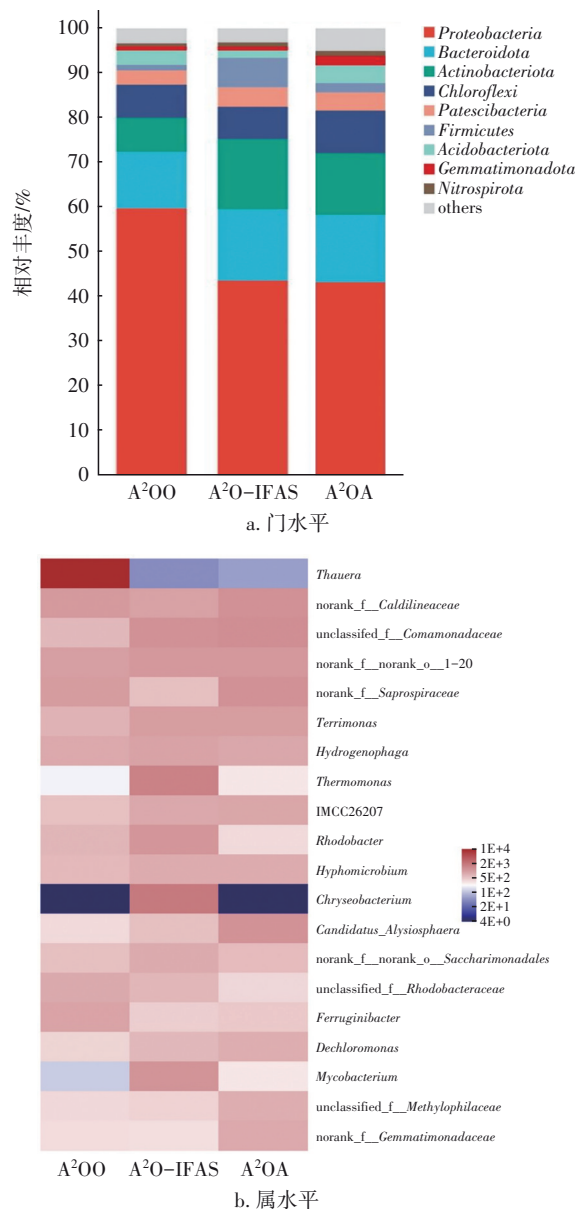 100
90
80
70
60
50
40
30
20
10
0
相对丰度/%
Proteobacteria
Bacteroidota
Actinobacteriota
Chloroflexi
Patescibacteria
Firmicutes
Acidobacteriota
Gemmatimonadota
Nitrospirota
others
A²OO A²O-IFAS A²OA
a. 门水平
Thauera
norank_f__Caldilineaceae
unclassifed_f__Comamonadaceae
norank_f__norank_o__1-20
norank_f__Saprospiraceae
Terrimonas
Hydrogenophaga
Thermomonas
IMCC26207
Rhodobacter
Hyphomicrobium
Chryseobacterium
Candidatus_Alysiosphaera
norank_f__norank_o__Saccharimonadales
unclassified_f__Rhodobacteraceae
Ferruginibacter
Dechloromonas
Mycobacterium
unclassified_f__Methylophilaceae
norank_f__Gemmatimonadaceae
1E+4
2E+3
5E+2
1E+2
2E+1
4E+0
A²OO A²O-IFAS A²OA
b. 属水平